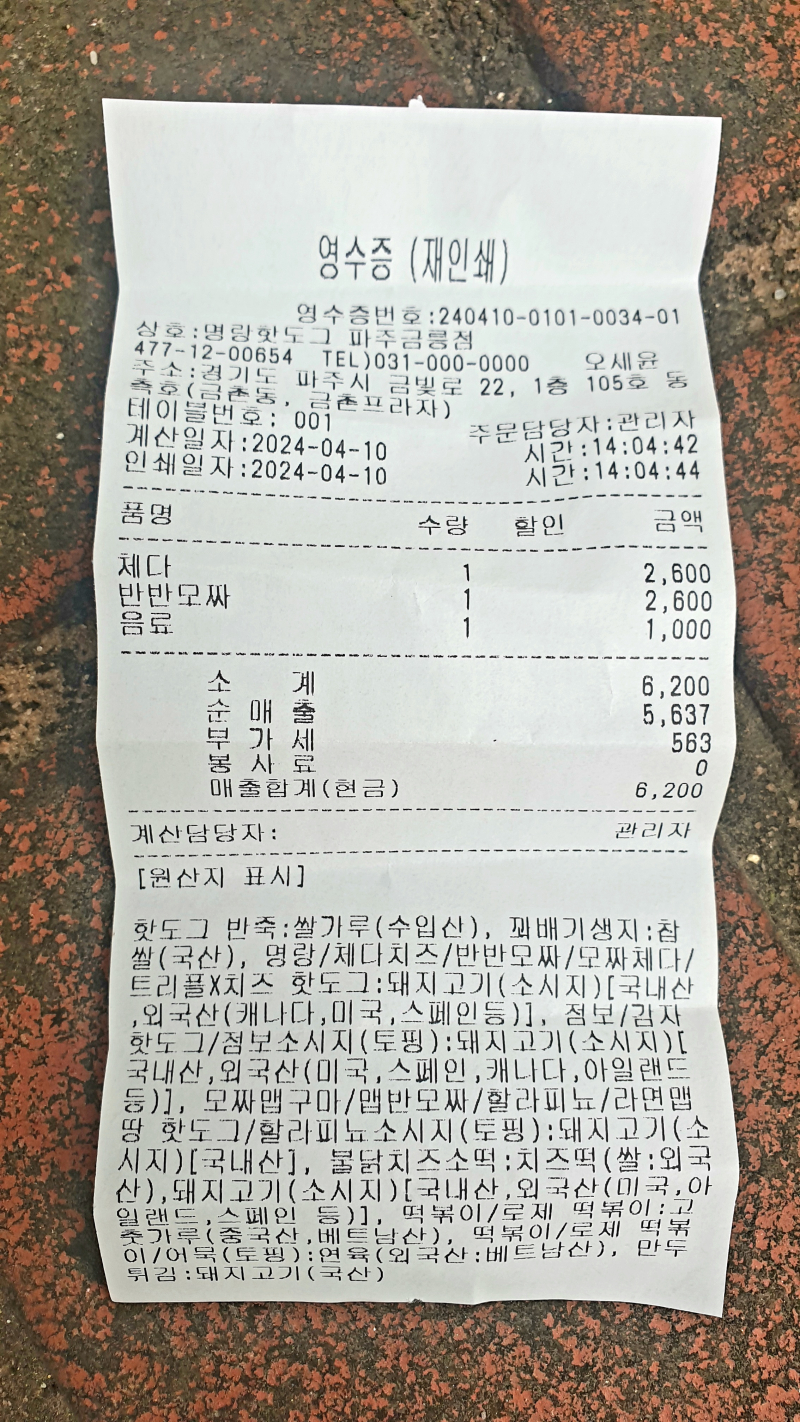 영수증 (재인쇄)
영수증번호:240410-0101-0034-01
상호:명랑핫도그 파주금릉점
477-12-00654 TEL)031-000-0000 오세윤
주소:경기도 파주시 금빛로 22, 1층 105호 동
측호(금촌동, 금촌프라자)
테이블번호: 001 주문담당자:관리자
계산일자:2024-04-10 시간:14:04:42
인쇄일자:2024-04-10 시간:14:04:44
품명 수량 할인 금액
체다 1 2,600
반반모짜 1 2,600
음료 1 1,000
소 계 6,200
순 매 출 5,637
부 가 세 563
봉 사 료 0
매출합계(현금) 6,200
계산담당자: 관리자
[원산지 표시]
핫도그 반죽:쌀가루(수입산), 꽈배기생지:찹
쌀(국산), 명랑/체다치즈/반반모짜/모짜체다/
트리플X치즈 핫도그:돼지고기(소시지)[국내산
,외국산(캐나다,미국,스페인등)], 점보/감자
핫도그/점보소시지(토핑):돼지고기(소시지)[
국내산,외국산(미국,스페인,캐나다,아일랜드
등)], 모짜맵구마/맵반모짜/할라피뇨/라면맵
땅 핫도그/할라피뇨소시지(토핑):돼지고기(소
시지)[국내산], 불닭치즈소떡:치즈떡(쌀:외국
산),돼지고기(소시지)[국내산,외국산(미국,아
일랜드,스페인 등)], 떡볶이/로제 떡볶이:고
춧가루(중국산,베트남산), 떡볶이/로제 떡볶
이/어묵(토핑):연육(외국산:베트남산), 만두
튀김:돼지고기(국산)